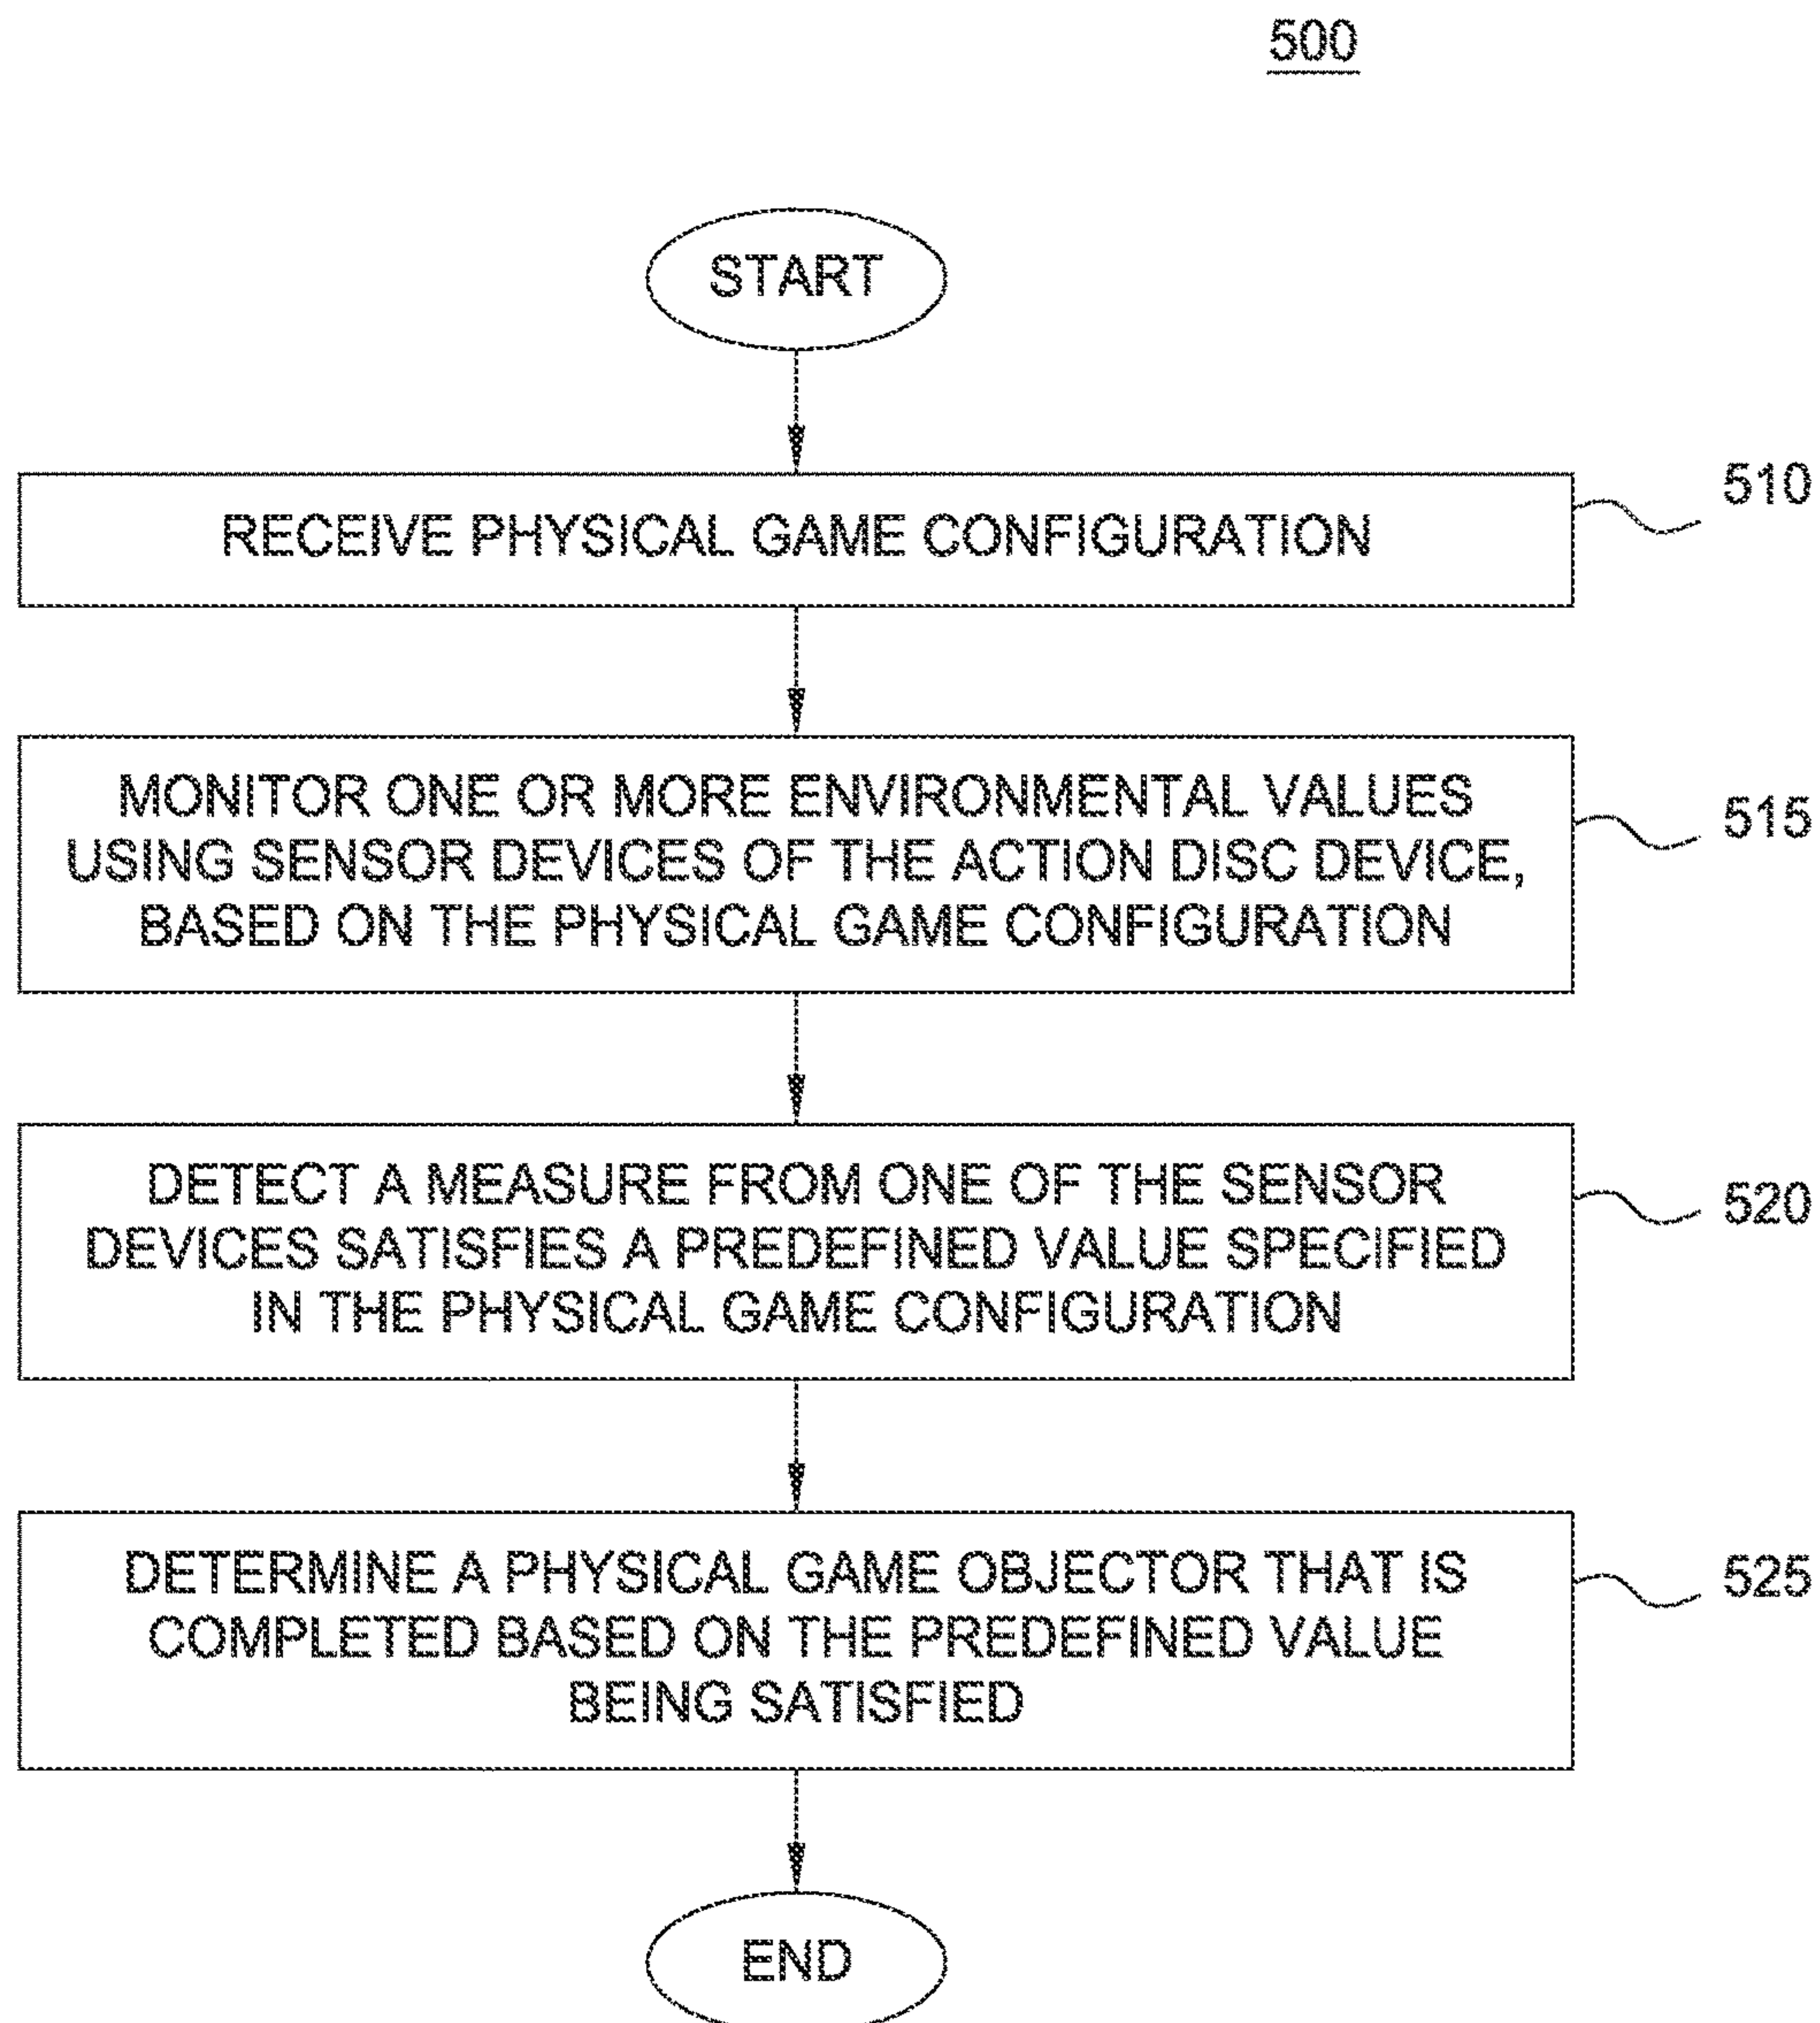 500
START
RECEIVE PHYSICAL GAME CONFIGURATION
510
MONITOR ONE OR MORE ENVIRONMENTAL VALUES
USING SENSOR DEVICES OF THE ACTION DISC DEVICE,
BASED ON THE PHYSICAL GAME CONFIGURATION
515
DETECT A MEASURE FROM ONE OF THE SENSOR
DEVICES SATISFIES A PREDEFINED VALUE SPECIFIED
IN THE PHYSICAL GAME CONFIGURATION
520
DETERMINE A PHYSICAL GAME OBJECTOR THAT IS
COMPLETED BASED ON THE PREDEFINED VALUE
BEING SATISFIED
525
END